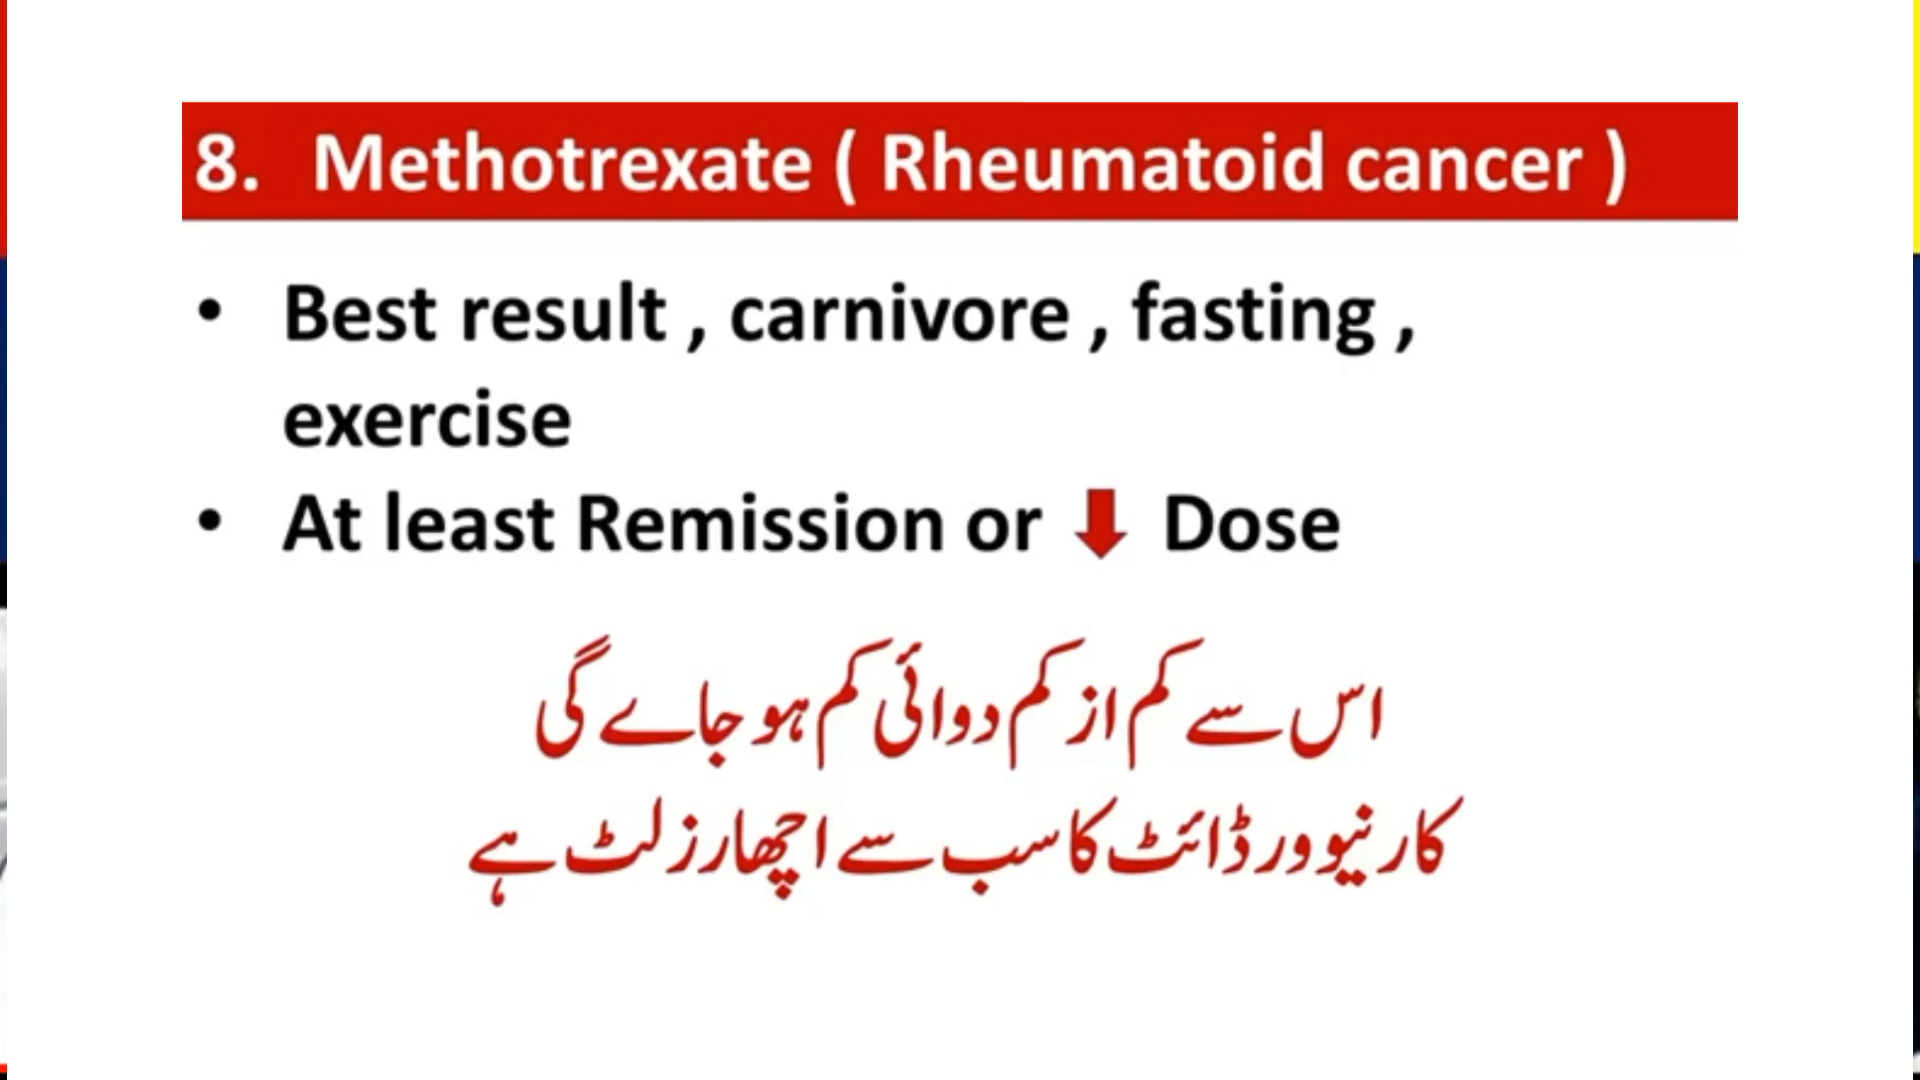 8. Methotrexate ( Rheumatoid cancer )
• Best result , carnivore , fasting ,
exercise
• At least Remission or ⬇ Dose
اس سے کم از کم دوائی کم ہو جاے گی
کارنیوور ڈائٹ کا سب سے اچھا رزلٹ ہے